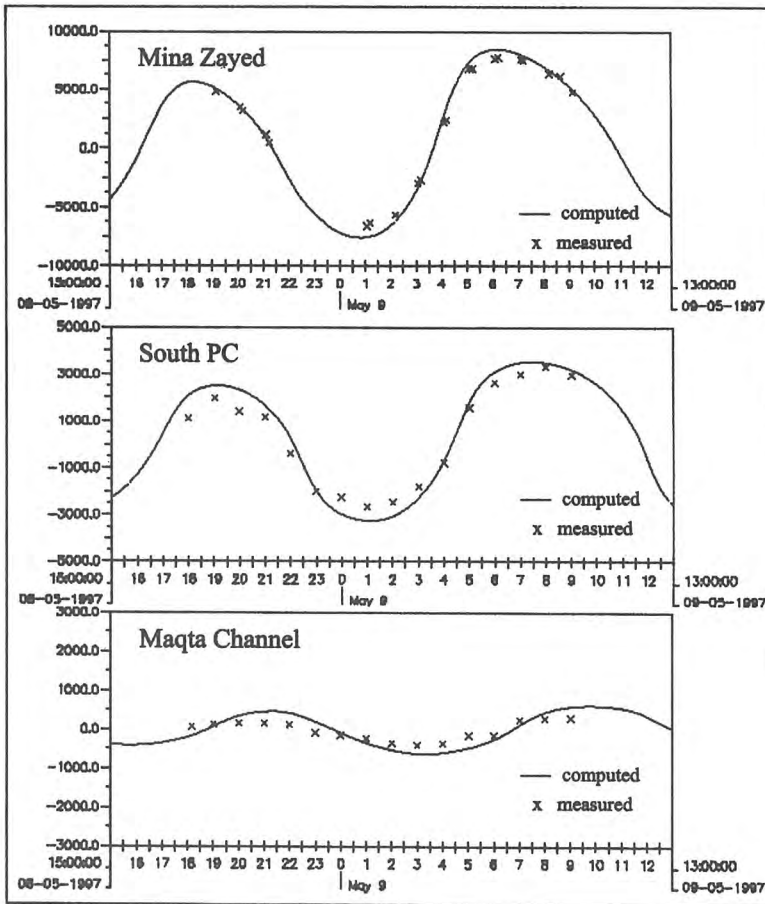 Mina Zayed
10000.0
5000.0
0.0
−5000.0
−10000.0
— computed
x measured
15:00:00 16 17 18 19 20 21 22 23 0 1 2 3 4 5 6 7 8 9 10 11 12 13:00:00
08-05-1997 May 9 09-05-1997
South PC
5000.0
3000.0
1000.0
−1000.0
−3000.0
−5000.0
— computed
x measured
15:00:00 16 17 18 19 20 21 22 23 0 1 2 3 4 5 6 7 8 9 10 11 12 13:00:00
08-05-1997 May 9 09-05-1997
Maqta Channel
3000.0
2000.0
1000.0
0.0
−1000.0
−2000.0
−3000.0
— computed
x measured
15:00:00 16 17 18 19 20 21 22 23 0 1 2 3 4 5 6 7 8 9 10 11 12 13:00:00
08-05-1997 May 9 09-05-1997